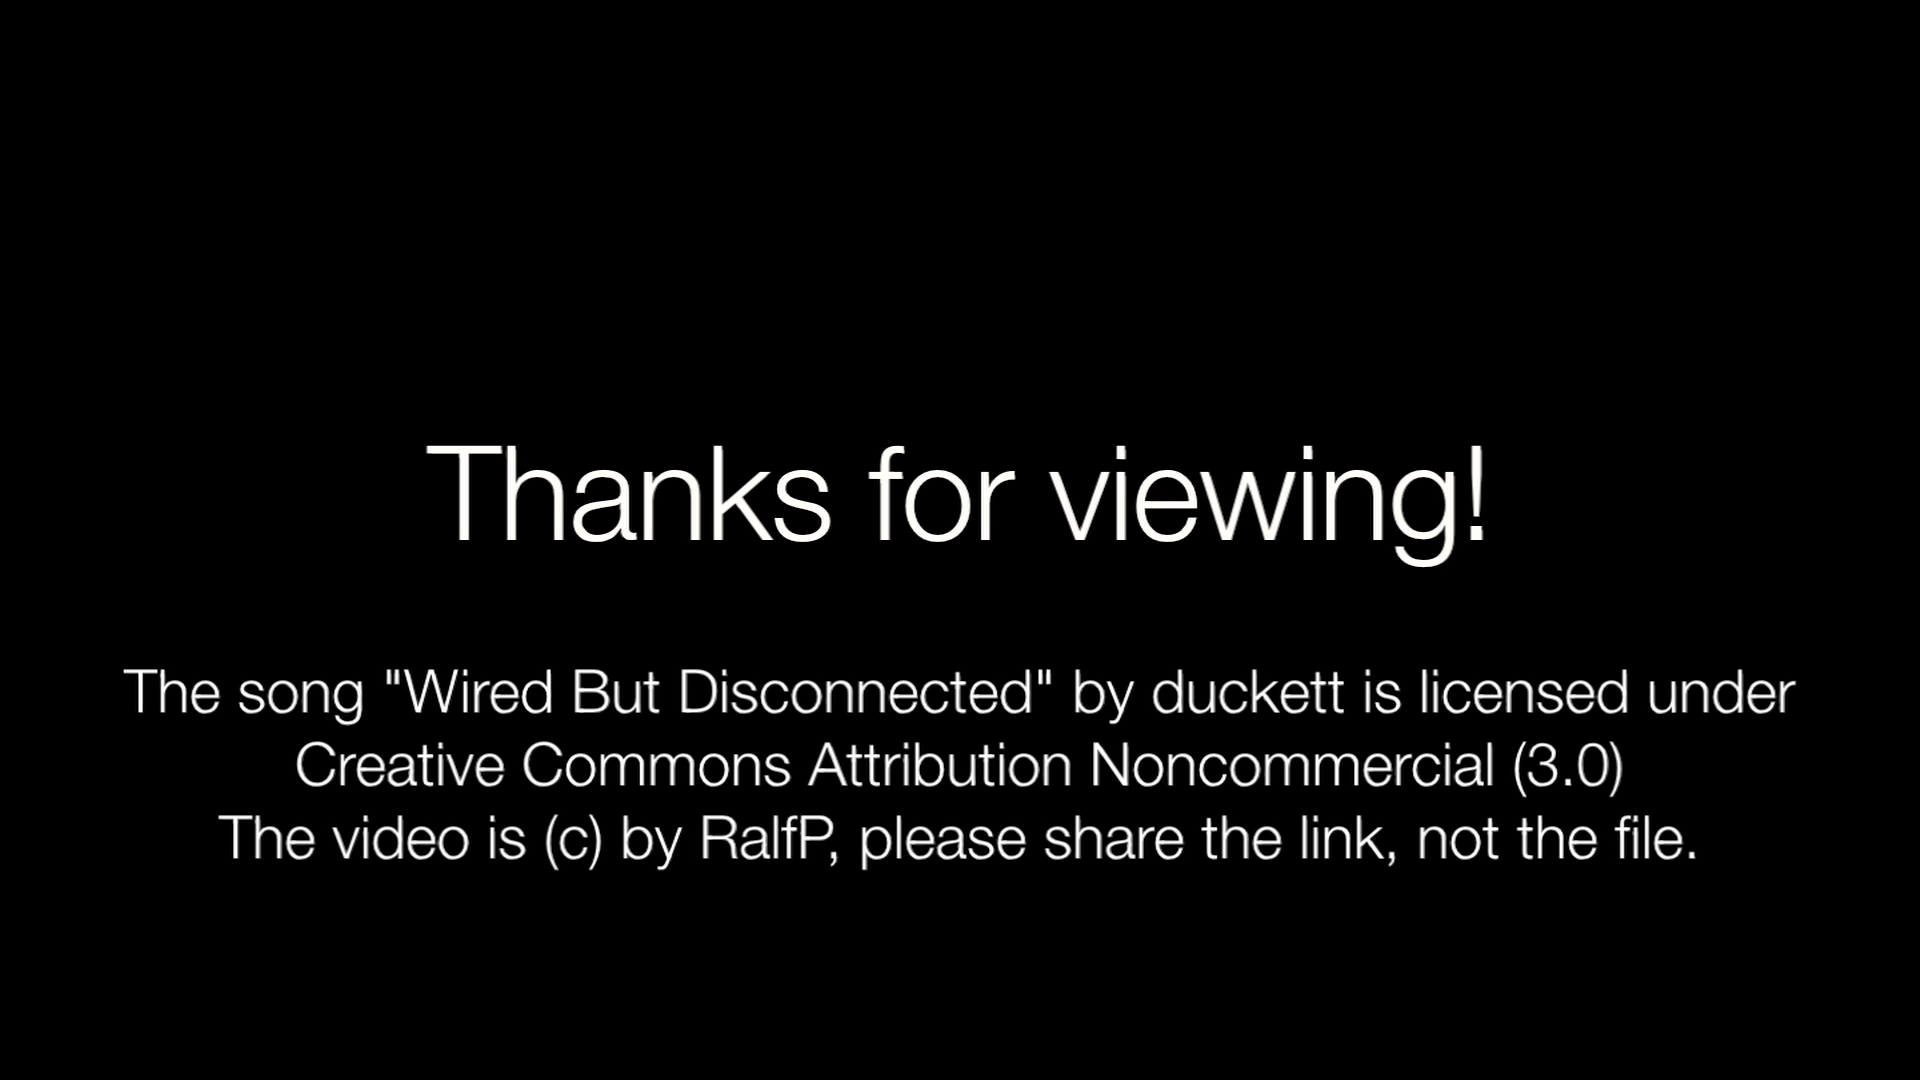 Thanks for viewing!
The song "Wired But Disconnected" by duckett is licensed under
Creative Commons Attribution Noncommercial (3.0)
The video is (c) by RalfP, please share the link, not the file.